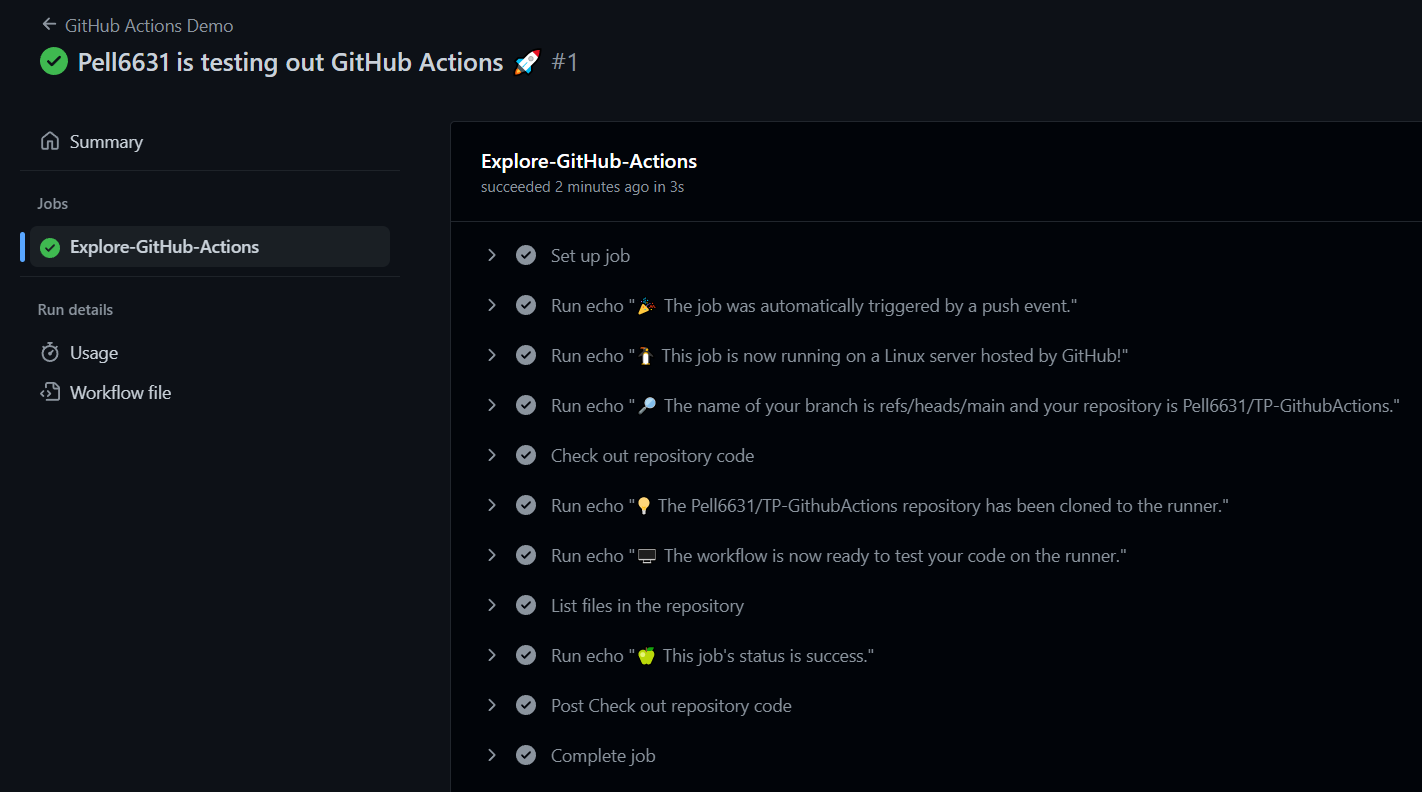 GitHub Actions Demo
Pell6631 is testing out GitHub Actions 🚀 #1
Summary
Jobs
Explore-GitHub-Actions
Run details
Usage
Workflow file
Explore-GitHub-Actions
succeeded 2 minutes ago in 3s
Set up job
Run echo "🎉 The job was automatically triggered by a push event."
Run echo "🐧 This job is now running on a Linux server hosted by GitHub!"
Run echo "🔎 The name of your branch is refs/heads/main and your repository is Pell6631/TP-GithubActions."
Check out repository code
Run echo "💡 The Pell6631/TP-GithubActions repository has been cloned to the runner."
Run echo "🖥️ The workflow is now ready to test your code on the runner."
List files in the repository
Run echo "🍏 This job's status is success."
Post Check out repository code
Complete job